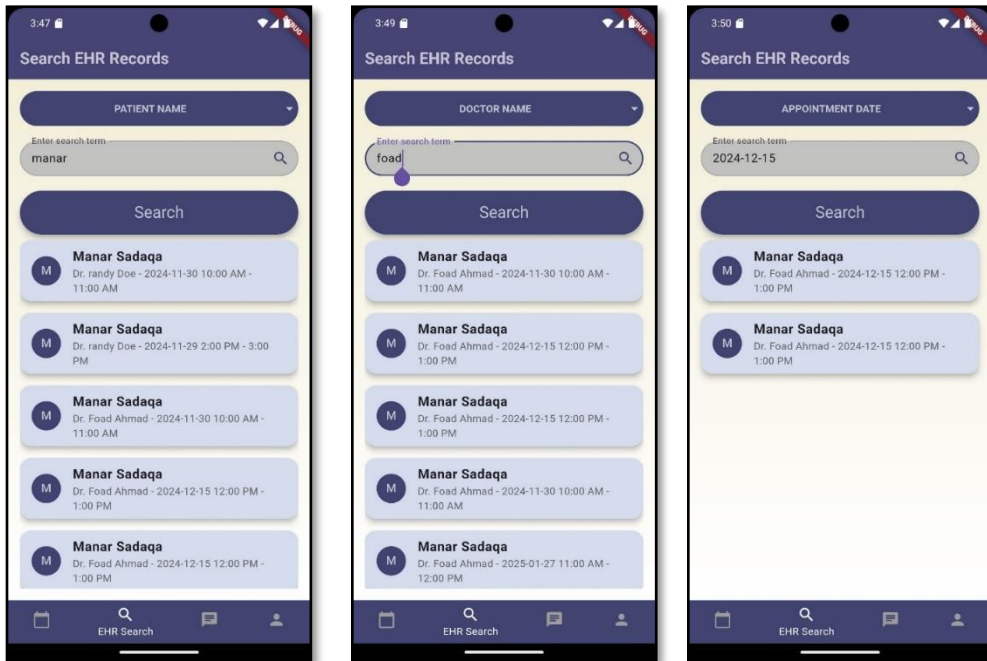 3:47
DEBUG
Search EHR Records
PATIENT NAME
Enter search term
manar
Search
M
Manar Sadaqa
Dr. randy Doe - 2024-11-30 10:00 AM -
11:00 AM
M
Manar Sadaqa
Dr. randy Doe - 2024-11-29 2:00 PM - 3:00
PM
M
Manar Sadaqa
Dr. Foad Ahmad - 2024-11-30 10:00 AM -
11:00 AM
M
Manar Sadaqa
Dr. Foad Ahmad - 2024-12-15 12:00 PM -
1:00 PM
M
Manar Sadaqa
Dr. Foad Ahmad - 2024-12-15 12:00 PM -
1:00 PM
EHR Search
3:49
DEBUG
Search EHR Records
DOCTOR NAME
Enter search term
foad
Search
M
Manar Sadaqa
Dr. Foad Ahmad - 2024-11-30 10:00 AM -
11:00 AM
M
Manar Sadaqa
Dr. Foad Ahmad - 2024-12-15 12:00 PM -
1:00 PM
M
Manar Sadaqa
Dr. Foad Ahmad - 2024-12-15 12:00 PM -
1:00 PM
M
Manar Sadaqa
Dr. Foad Ahmad - 2024-11-30 10:00 AM -
11:00 AM
M
Manar Sadaqa
Dr. Foad Ahmad - 2025-01-27 11:00 AM -
12:00 PM
EHR Search
3:50
DEBUG
Search EHR Records
APPOINTMENT DATE
Enter search term
2024-12-15
Search
M
Manar Sadaqa
Dr. Foad Ahmad - 2024-12-15 12:00 PM -
1:00 PM
M
Manar Sadaqa
Dr. Foad Ahmad - 2024-12-15 12:00 PM -
1:00 PM
EHR Search